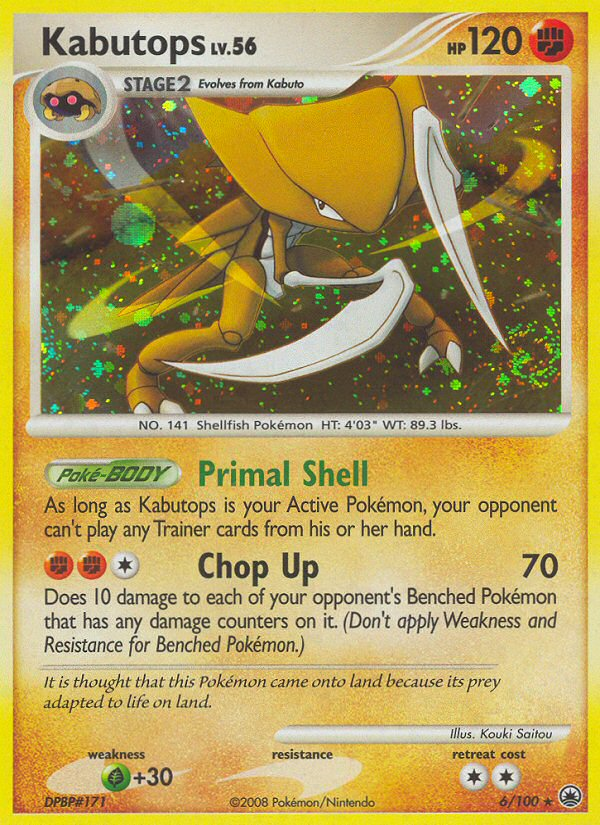 Kabutops LV.56 HP 120
STAGE2 Evolves from Kabuto
NO. 141 Shellfish Pokémon HT: 4'03" WT: 89.3 lbs.
Poké-BODY Primal Shell
As long as Kabutops is your Active Pokémon, your opponent
can't play any Trainer cards from his or her hand.
Chop Up 70
Does 10 damage to each of your opponent's Benched Pokémon
that has any damage counters on it. (Don't apply Weakness and
Resistance for Benched Pokémon.)
It is thought that this Pokémon came onto land because its prey
adapted to life on land.
Illus. Kouki Saitou
weakness resistance retreat cost
+30
DPBP#171 ©2008 Pokémon/Nintendo 6/100 ★